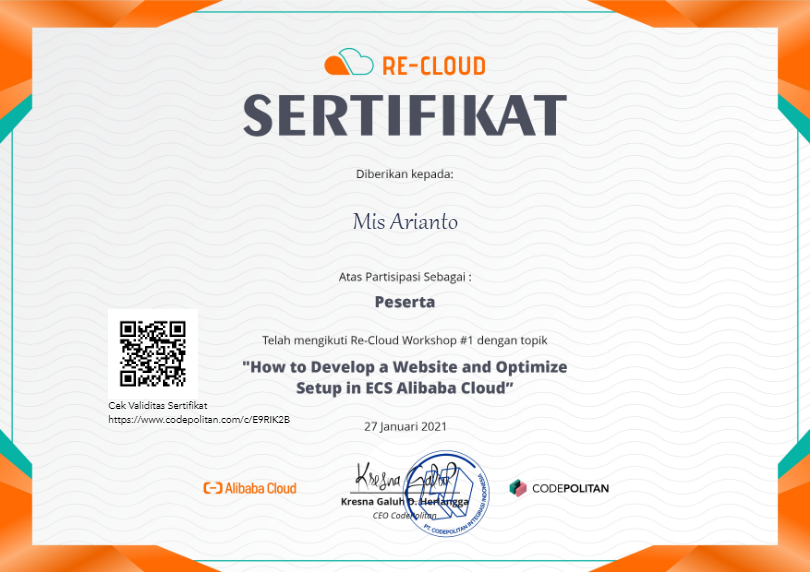 RE-CLOUD
SERTIFIKAT
Diberikan kepada:
Mis Arianto
Atas Partisipasi Sebagai :
Peserta
Telah mengikuti Re-Cloud Workshop #1 dengan topik
"How to Develop a Website and Optimize
Setup in ECS Alibaba Cloud”
27 Januari 2021
Cek Validitas Sertifikat
https://www.codepolitan.com/c/E9RIK2B
Alibaba Cloud
Kresna Galuh
Kresna Galuh D. Herlangga
CEO CodePolitan
PT. CODEPOLITAN INTEGRASI INDONESIA
CODEPOLITAN